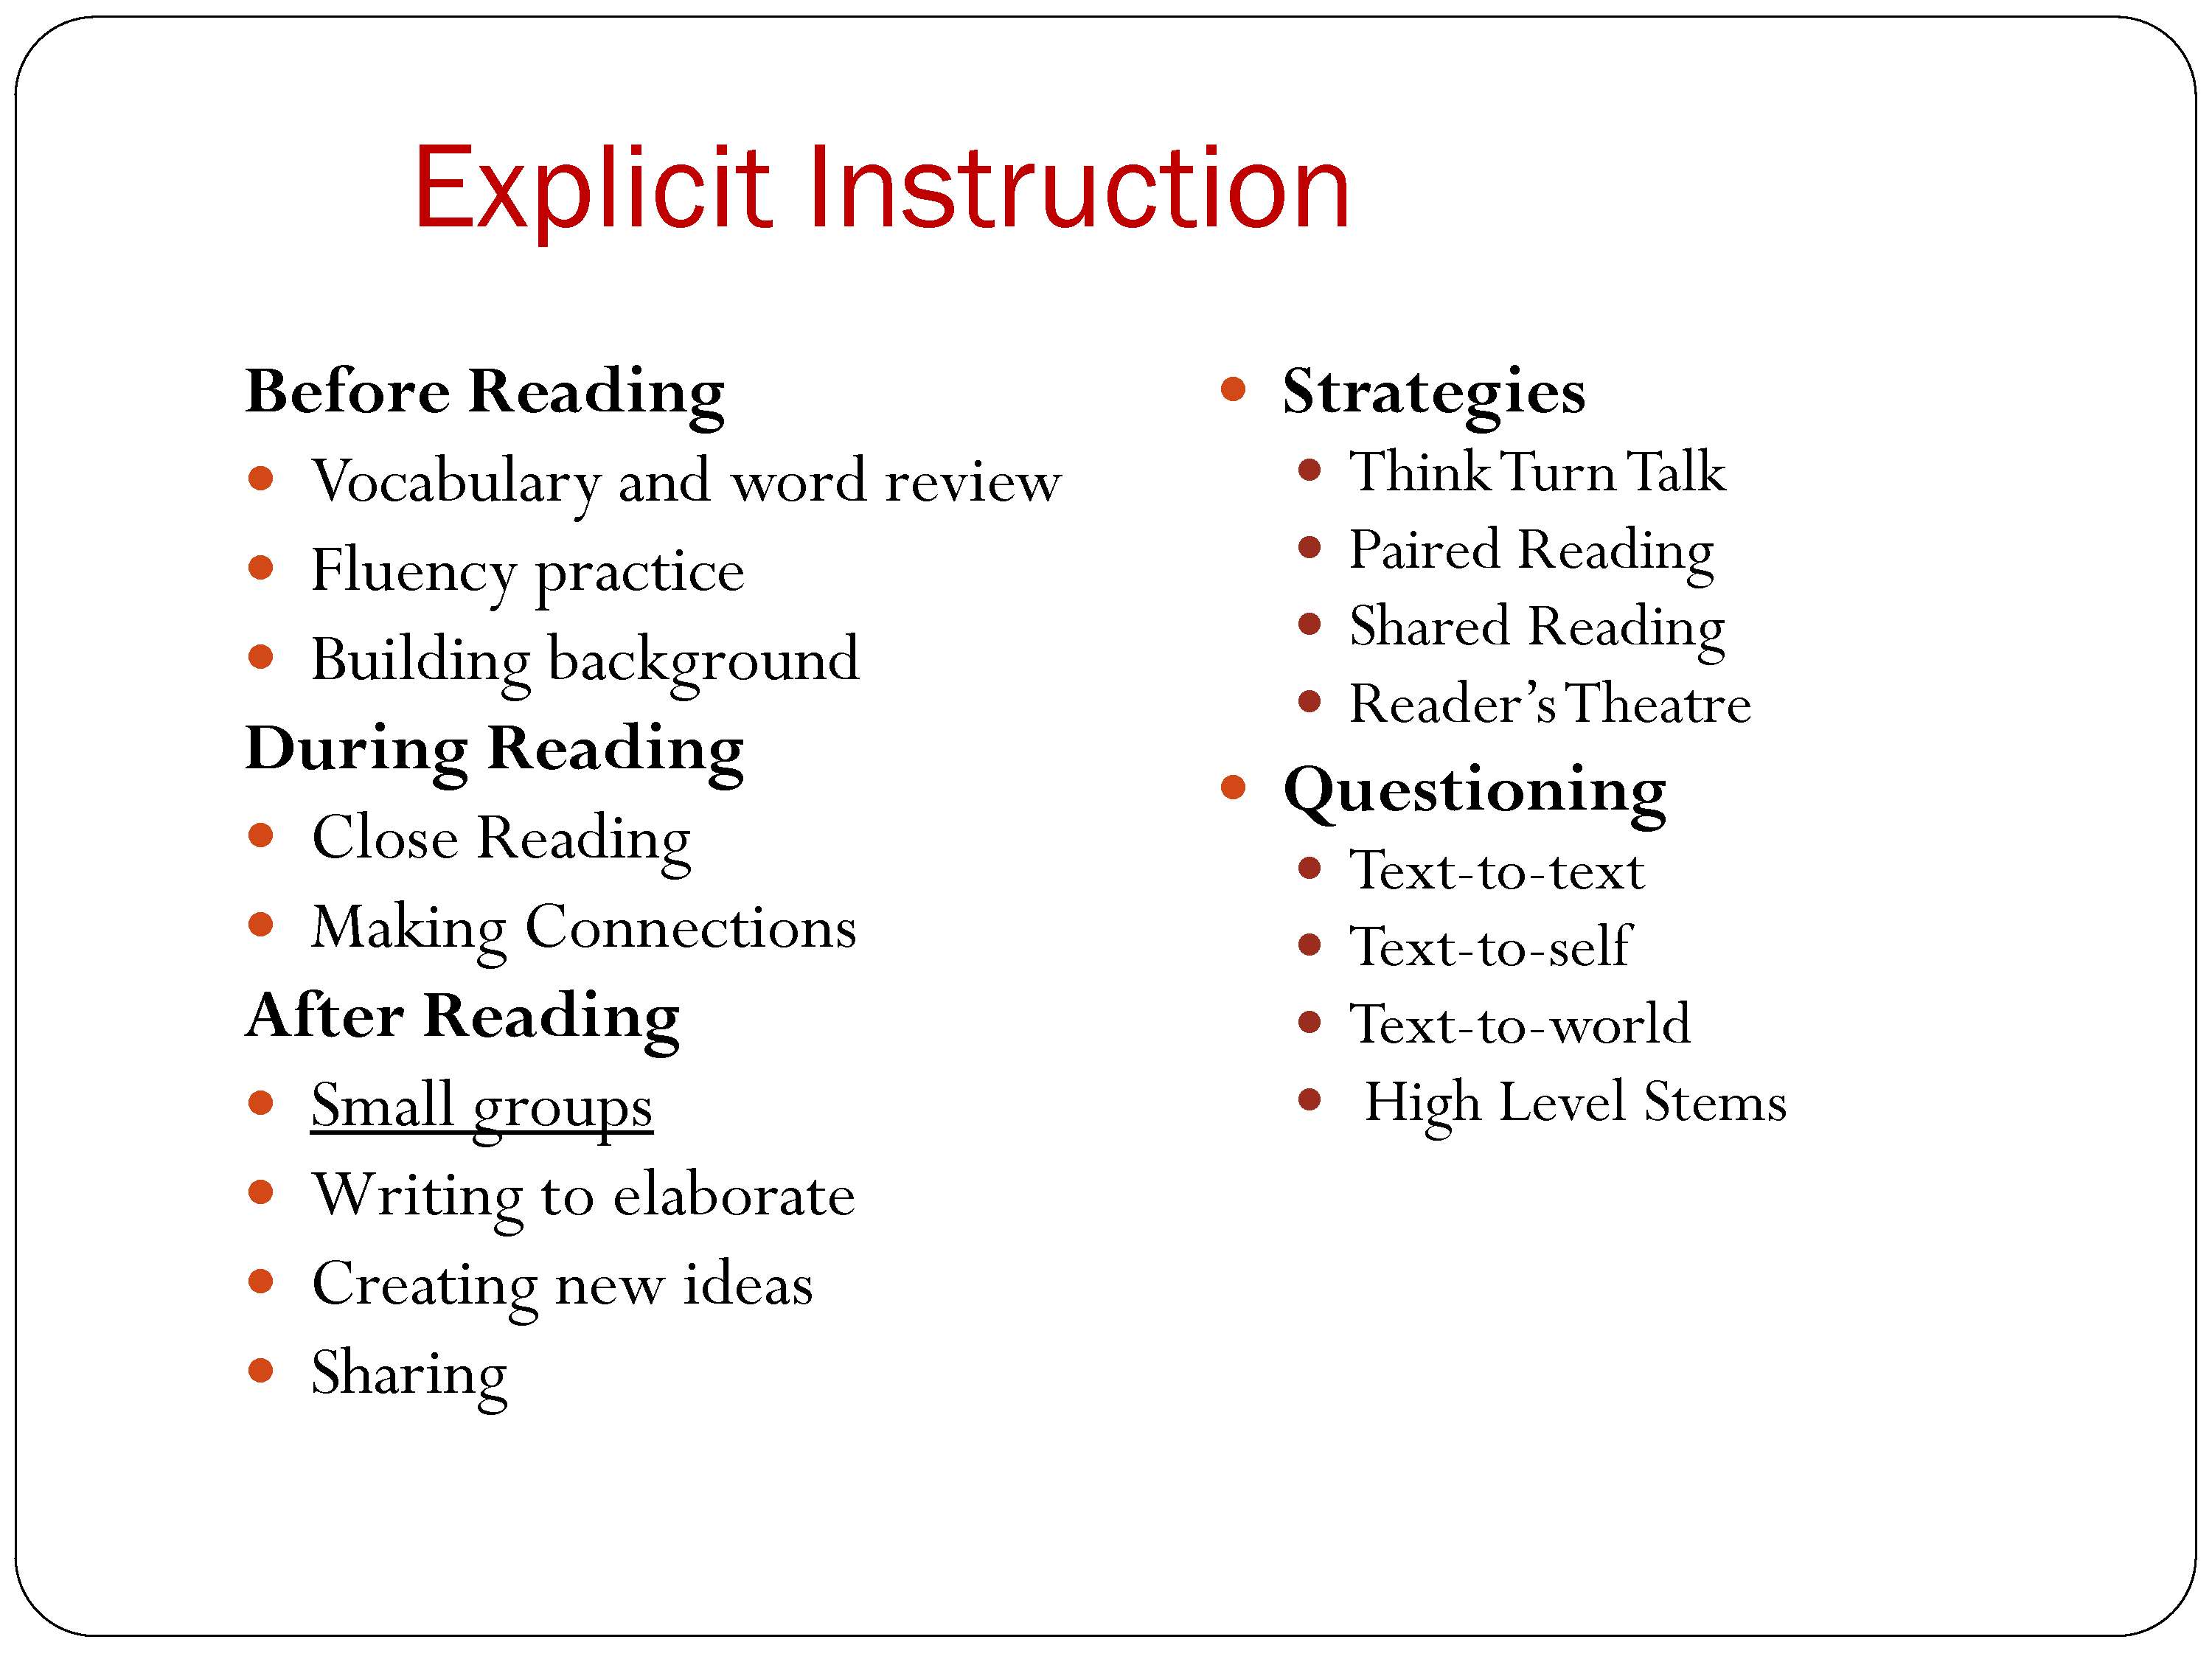 Explicit Instruction
Before Reading
• Vocabulary and word review
• Fluency practice
• Building background
During Reading
• Close Reading
• Making Connections
After Reading
• Small groups
• Writing to elaborate
• Creating new ideas
• Sharing
• Strategies
• Think Turn Talk
• Paired Reading
• Shared Reading
• Reader’s Theatre
• Questioning
• Text-to-text
• Text-to-self
• Text-to-world
• High Level Stems